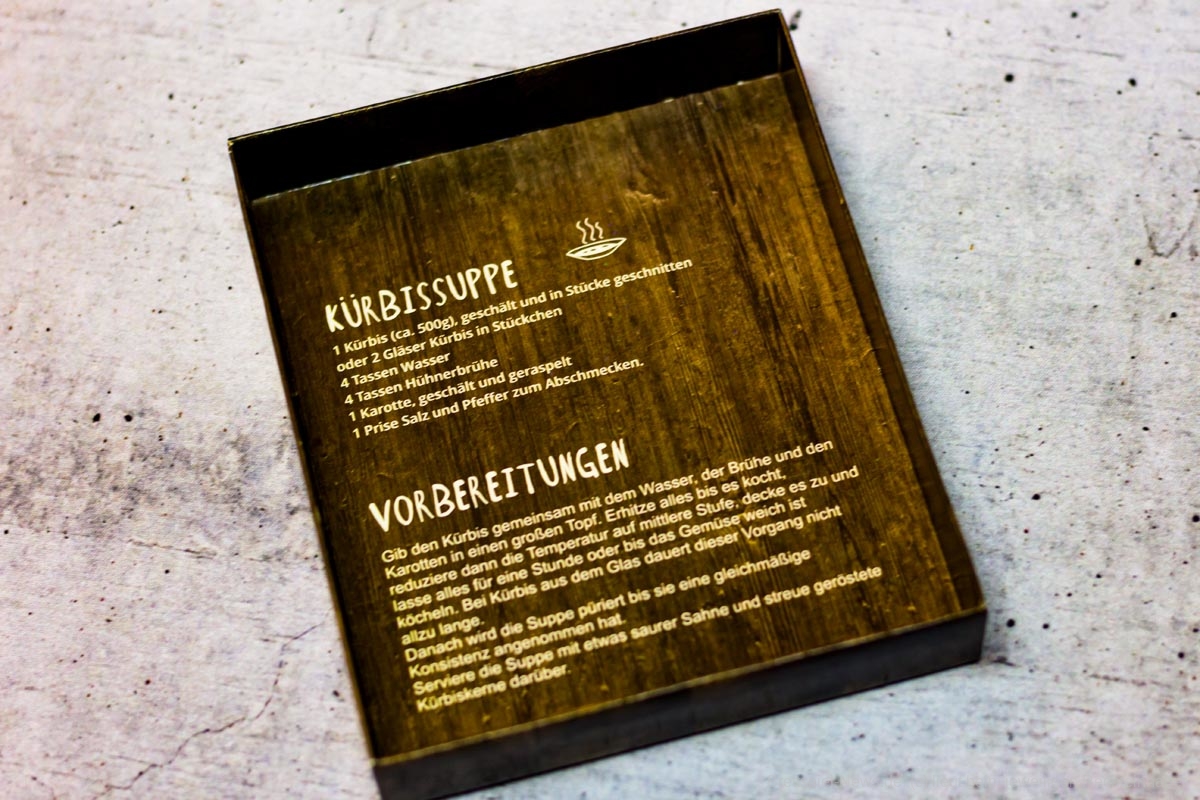 KÜRBISSUPPE
1 Kürbis (ca. 500g), geschält und in Stücke geschnitten
oder 2 Gläser Kürbis in Stückchen
4 Tassen Wasser
4 Tassen Hühnerbrühe
1 Karotte, geschält und geraspelt
1 Prise Salz und Pfeffer zum Abschmecken.
VORBEREITUNGEN
Gib den Kürbis gemeinsam mit dem Wasser, der Brühe und den
Karotten in einen großen Topf. Erhitze alles bis es kocht,
reduziere dann die Temperatur auf mittlere Stufe, decke es zu und
lasse alles für eine Stunde oder bis das Gemüse weich ist
köcheln. Bei Kürbis aus dem Glas dauert dieser Vorgang nicht
allzu lange.
Danach wird die Suppe püriert bis sie eine gleichmäßige
Konsistenz angenommen hat.
Serviere die Suppe mit etwas saurer Sahne und streue geröstete
Kürbiskerne darüber.